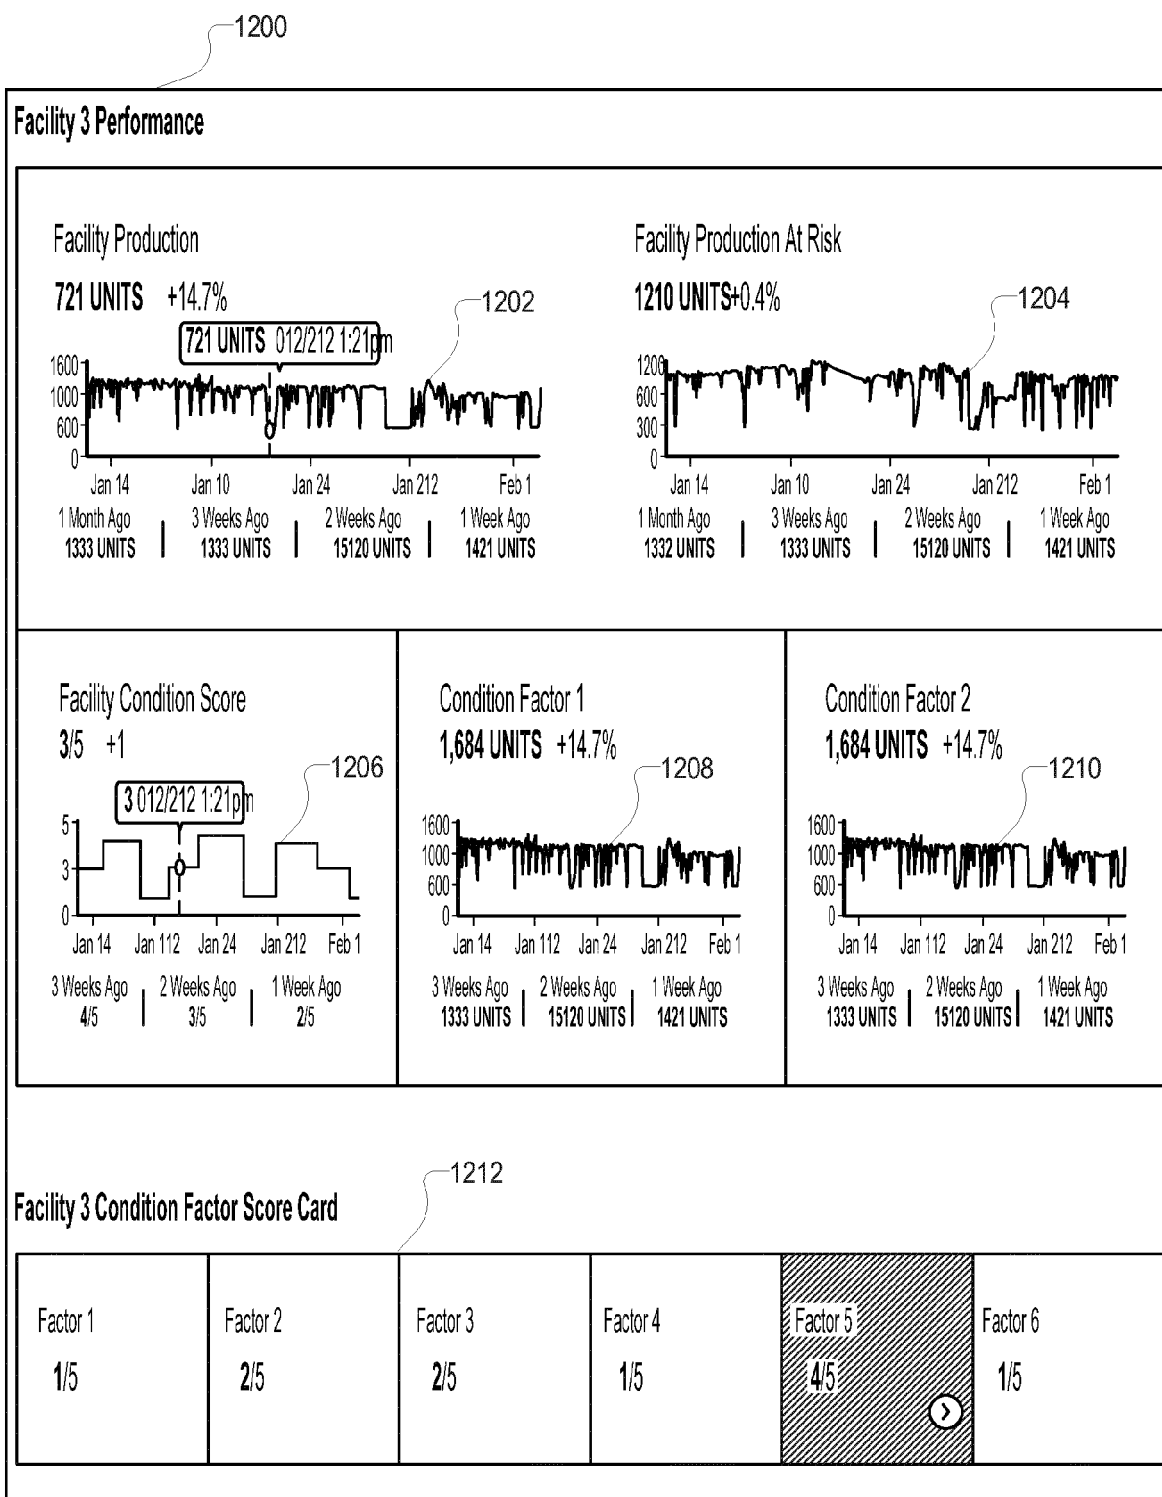 1200
Facility 3 Performance
Facility Production
721 UNITS +14.7%
1202
721 UNITS 012/212 1:21pm
1600
1000
600
0
Jan 14 Jan 10 Jan 24 Jan 212 Feb 1
1 Month Ago 3 Weeks Ago 2 Weeks Ago 1 Week Ago
1333 UNITS 1333 UNITS 15120 UNITS 1421 UNITS
Facility Production At Risk
1210 UNITS+0.4%
1204
1200
600
300
0
Jan 14 Jan 10 Jan 24 Jan 212 Feb 1
1 Month Ago 3 Weeks Ago 2 Weeks Ago 1 Week Ago
1332 UNITS 1333 UNITS 15120 UNITS 1421 UNITS
Facility Condition Score
3/5 +1
1206
3 012/212 1:21pm
5
3
0
Jan 14 Jan 112 Jan 24 Jan 212 Feb 1
3 Weeks Ago 2 Weeks Ago 1 Week Ago
4/5 3/5 2/5
Condition Factor 1
1,684 UNITS +14.7%
1208
1600
1000
600
0
Jan 14 Jan 112 Jan 24 Jan 212 Feb 1
3 Weeks Ago 2 Weeks Ago 1 Week Ago
1333 UNITS 15120 UNITS 1421 UNITS
Condition Factor 2
1,684 UNITS +14.7%
1210
1600
1000
600
0
Jan 14 Jan 112 Jan 24 Jan 212 Feb 1
3 Weeks Ago 2 Weeks Ago 1 Week Ago
1333 UNITS 15120 UNITS 1421 UNITS
1212
Facility 3 Condition Factor Score Card
Factor 1 Factor 2 Factor 3 Factor 4 Factor 5 Factor 6
1/5 2/5 2/5 1/5 4/5 1/5